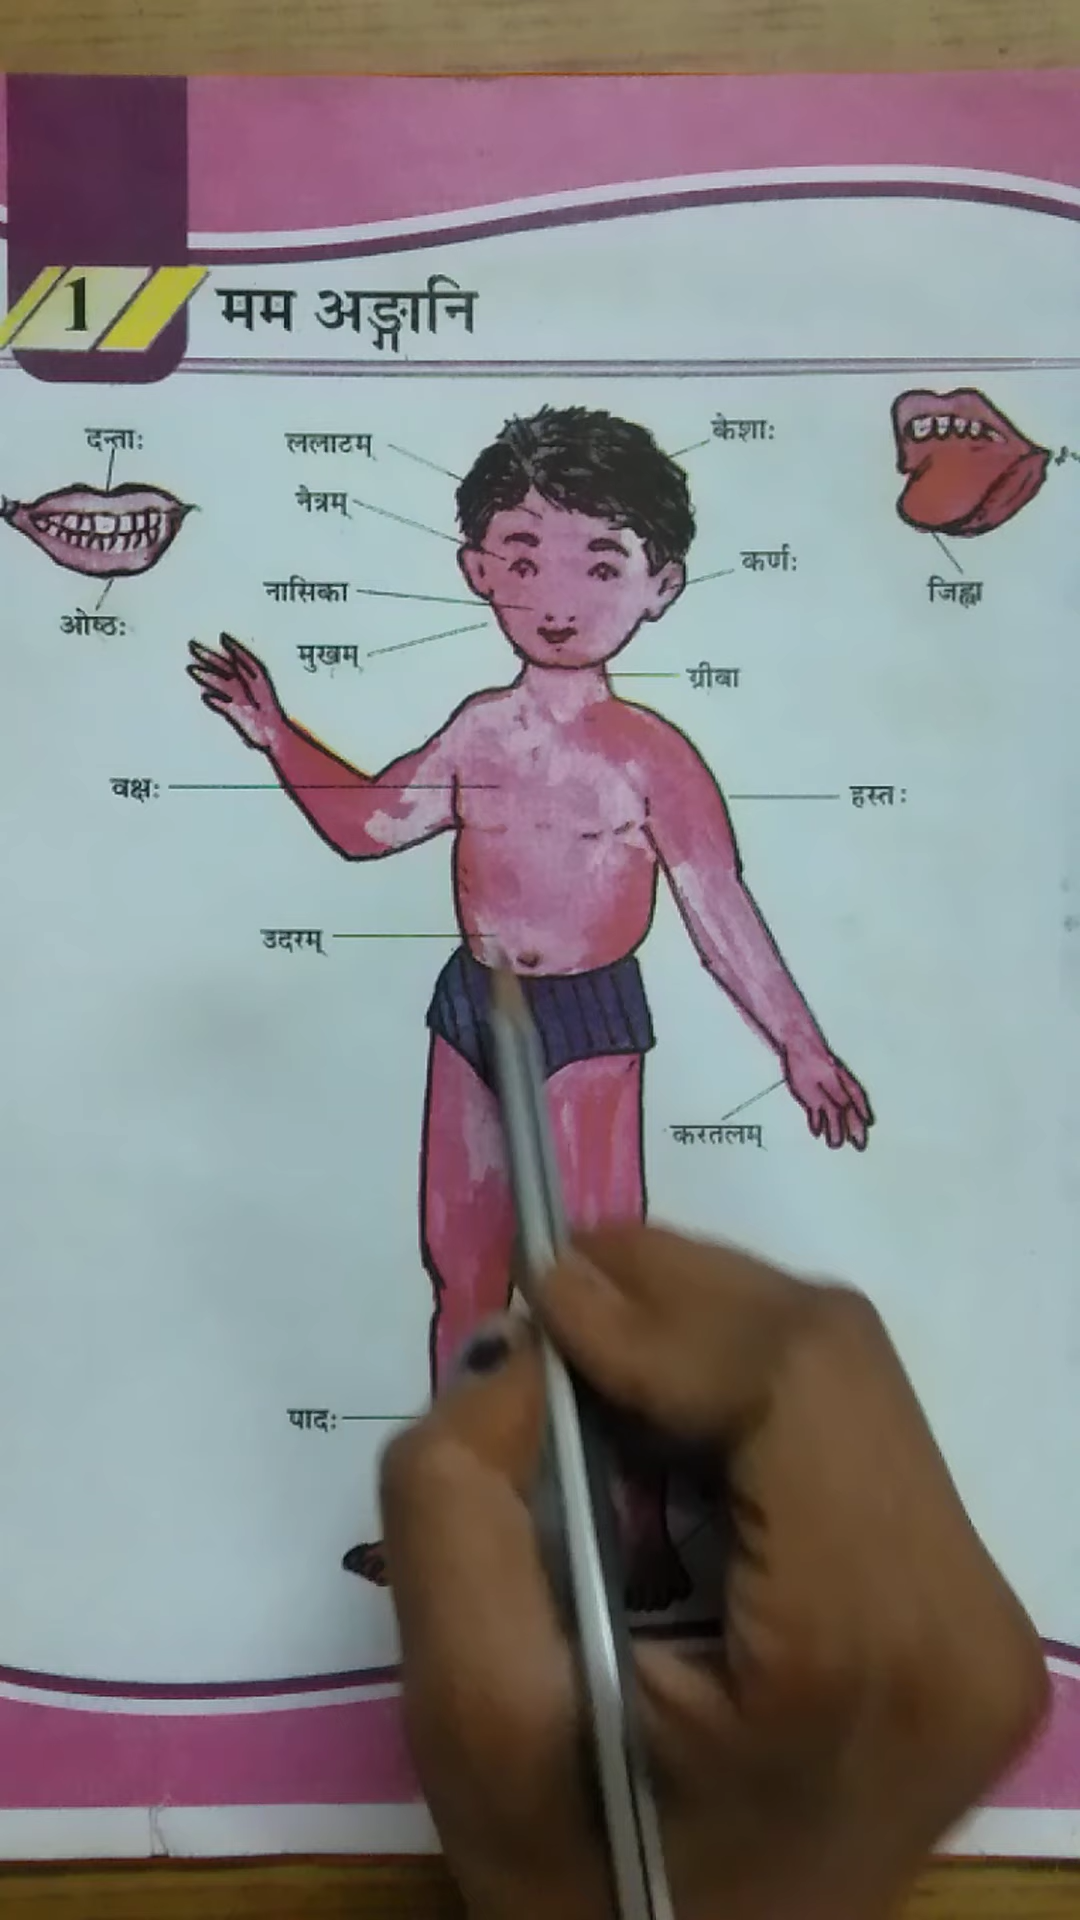 1
मम अङ्गानि
दन्ताः
ललाटम्
केशाः
नेत्रम्
कर्णः
नासिका
जिह्वा
ओष्ठः
मुखम्
ग्रीवा
वक्षः
हस्तः
उदरम्
करतलम्
पादः